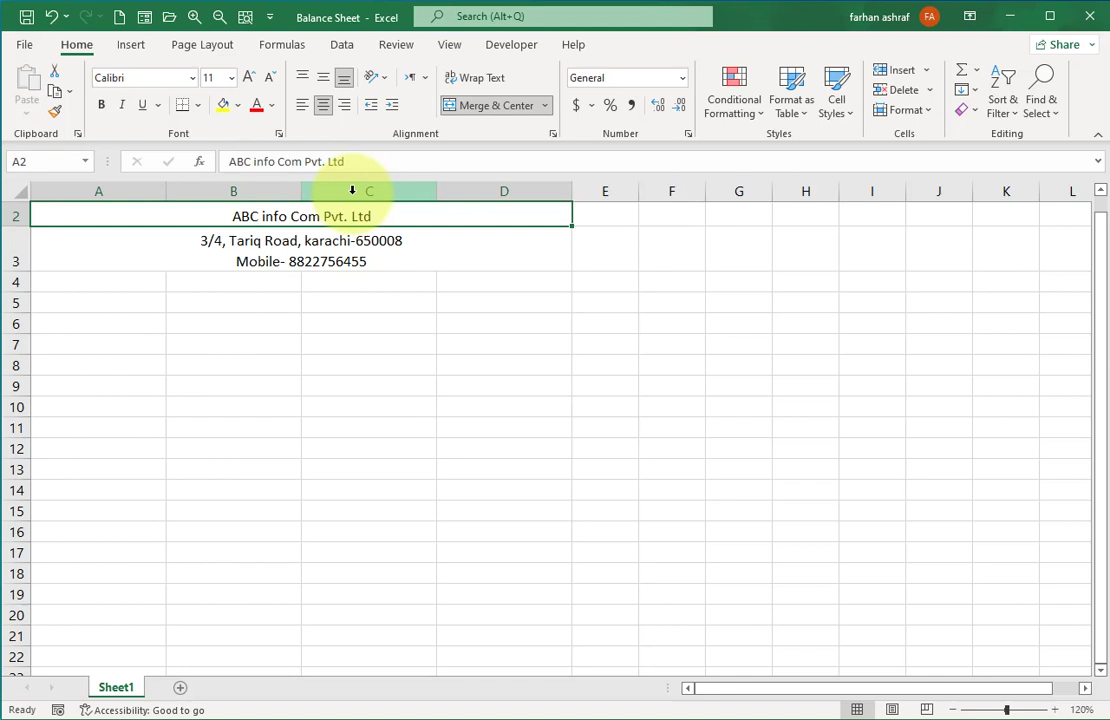 Balance Sheet - Excel
Search (Alt+Q)
farhan ashraf
FA
File Home Insert Page Layout Formulas Data Review View Developer Help
Share
Paste
Calibri
11
Wrap Text
Merge & Center
General
Conditional Formatting
Format as Table
Cell Styles
Insert
Delete
Format
Sort & Filter
Find & Select
Clipboard Font Alignment Number Styles Cells Editing
A2
fx
ABC info Com Pvt. Ltd
A B C D E F G H I J K L
2 ABC info Com Pvt. Ltd
3/4, Tariq Road, karachi-650008
3 Mobile- 8822756455
4
5
6
7
8
9
10
11
12
13
14
15
16
17
18
19
20
21
22
Sheet1
Ready
Accessibility: Good to go
120%